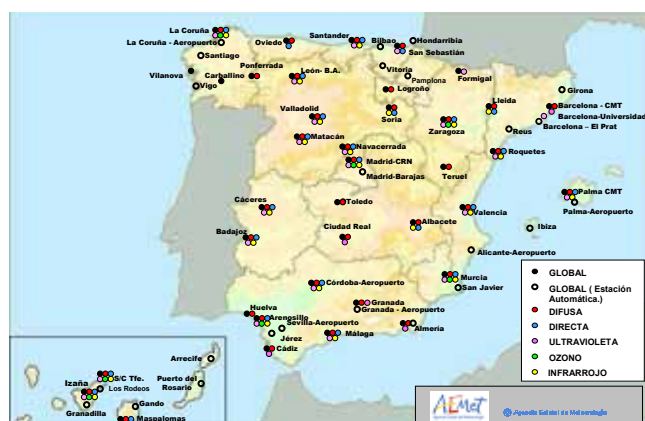 La Coruña
La Coruña - Aeropuerto
Santiago
Vilanova
Vigo
Carballino
Ponferrada
Oviedo
León- B.A.
Santander
Bilbao
Hondarribia
San Sebastián
Vitoria
Pamplona
Logroño
Formigal
Girona
Lleida
Barcelona - CMT
Barcelona-Universidad
Barcelona – El Prat
Reus
Roquetes
Valladolid
Soria
Zaragoza
Matacán
Navacerrada
Madrid-CRN
Madrid-Barajas
Teruel
Palma CMT
Palma-Aeropuerto
Ibiza
Cáceres
Toledo
Badajoz
Ciudad Real
Albacete
Valencia
Alicante-Aeropuerto
Murcia
San Javier
Córdoba-Aeropuerto
Granada
Granada - Aeropuerto
Huelva
Arenosillo
Sevilla-Aeropuerto
Jérez
Málaga
Almería
Cádiz
Arrecife
S/C Tfe.
Los Rodeos
Izaña
Granadilla
Puerto del
Rosario
Gando
Maspalomas
GLOBAL
GLOBAL ( Estación
Automática.)
DIFUSA
DIRECTA
ULTRAVIOLETA
OZONO
INFRARROJO
AEMet
Agencia Estatal de Meteorología